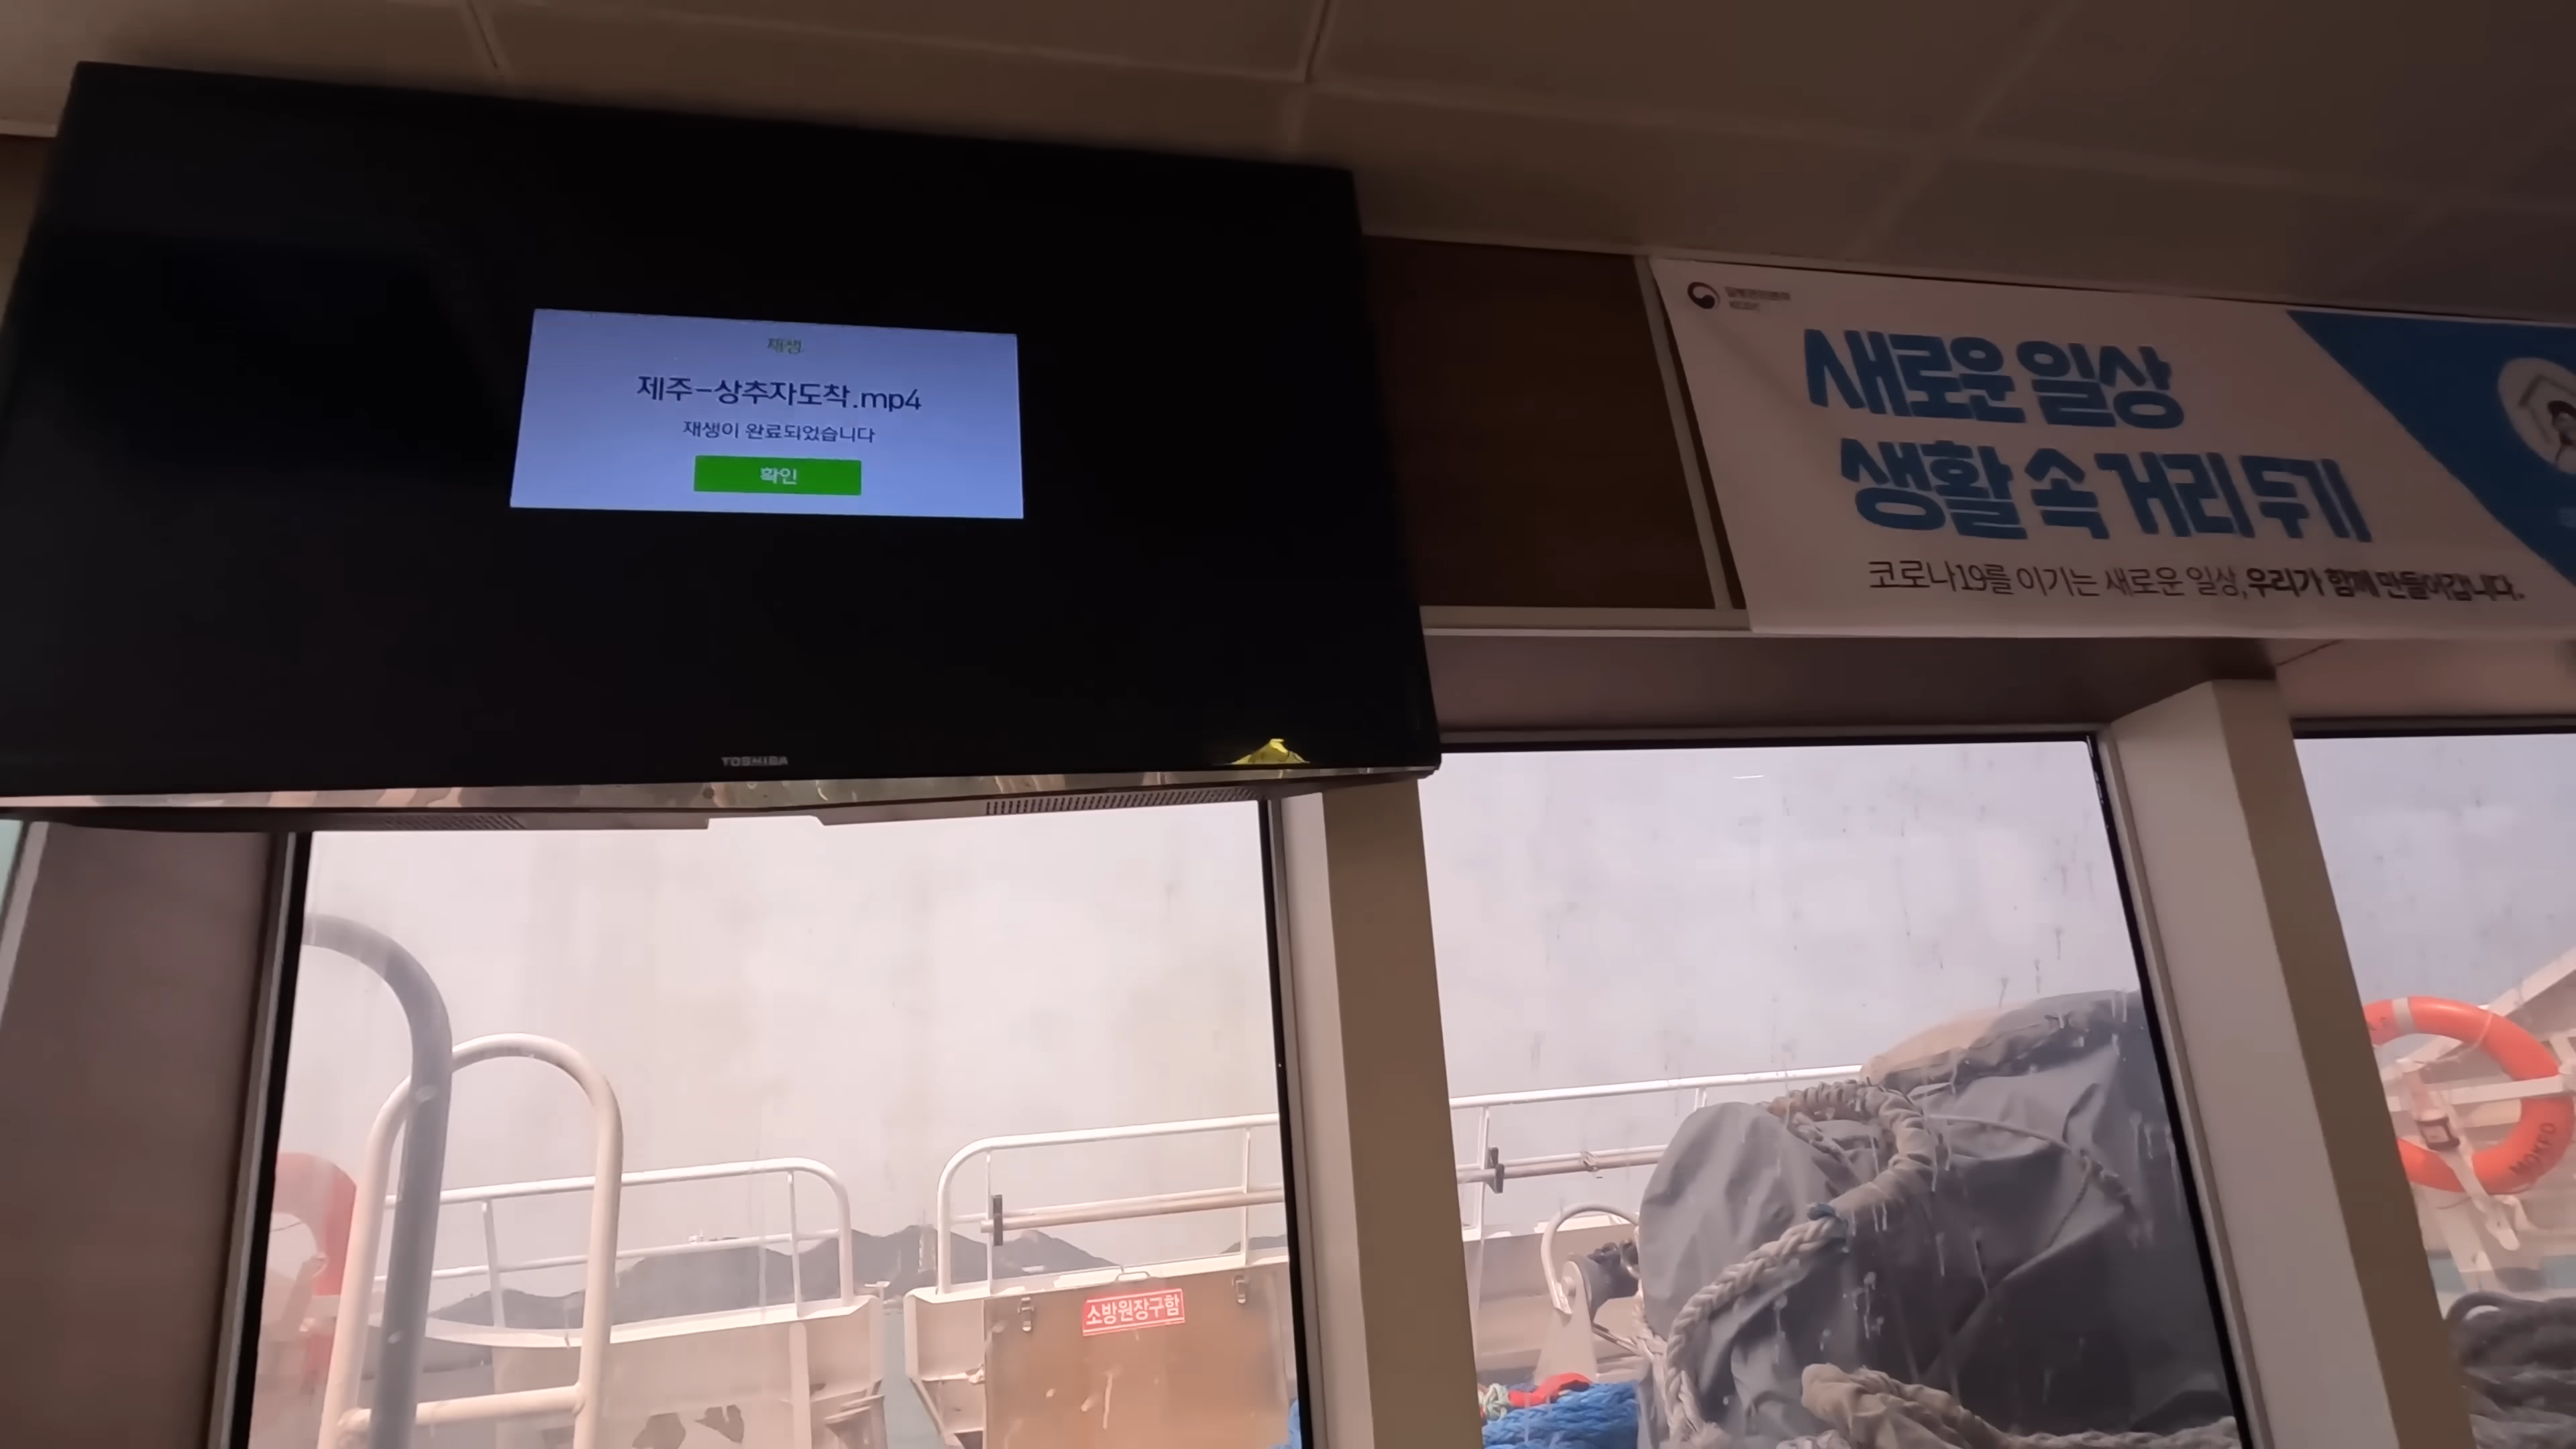 재생
제주-상추자도착.mp4
재생이 완료되었습니다
확인
TOSHIBA
새로운 일상
생활 속 거리 두기
코로나19를 이기는 새로운 일상, 우리가 함께 만들어갑니다.
소방원장구함
MOKPO